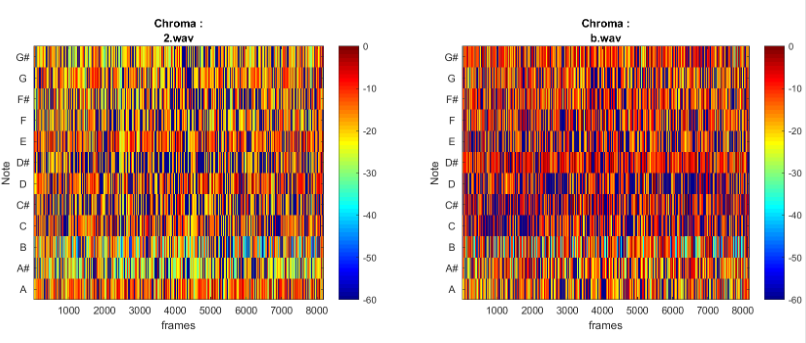 Chroma :
2.wav
G#
G
F#
F
E
D#
D
C#
C
B
A#
A
Note
1000 2000 3000 4000 5000 6000 7000 8000
frames
0
-10
-20
-30
-40
-50
-60
Chroma :
b.wav
G#
G
F#
F
E
D#
D
C#
C
B
A#
A
Note
1000 2000 3000 4000 5000 6000 7000 8000
frames
0
-10
-20
-30
-40
-50
-60